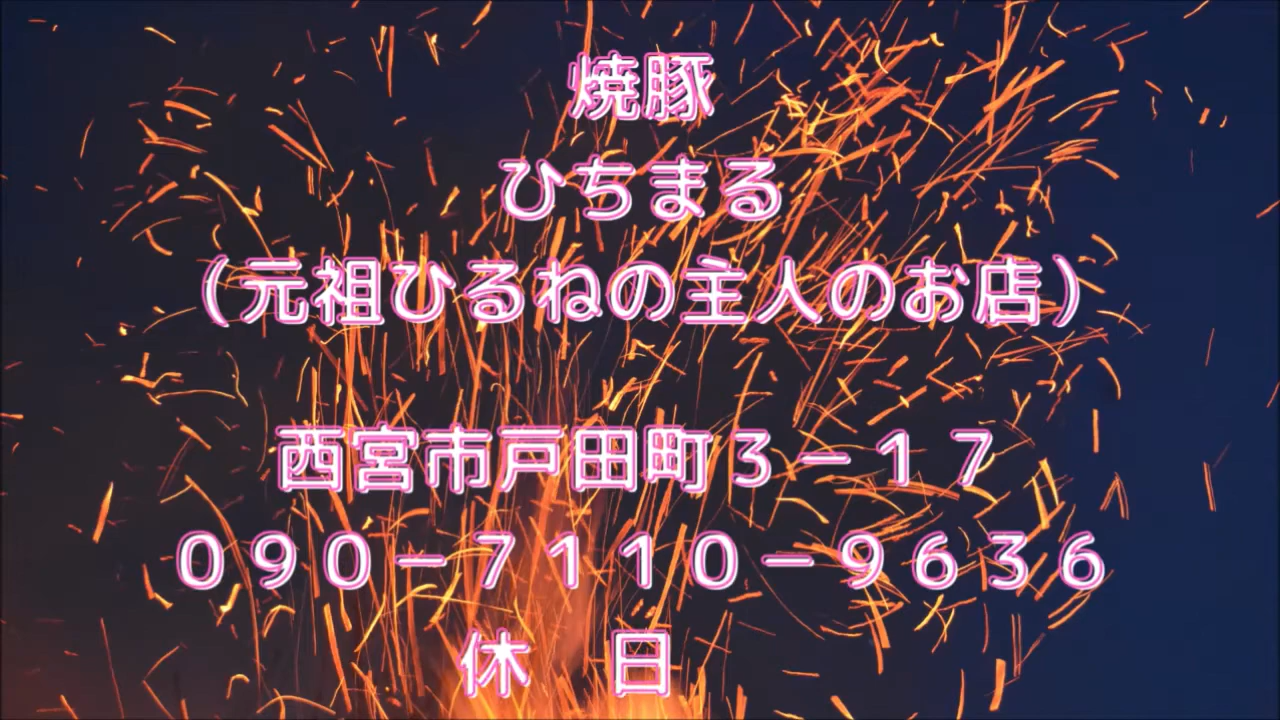 焼豚
ひちまる
（元祖ひるねの主人のお店）
西宮市戸田町３－１７
０９０－７１１０－９６３６
休　日